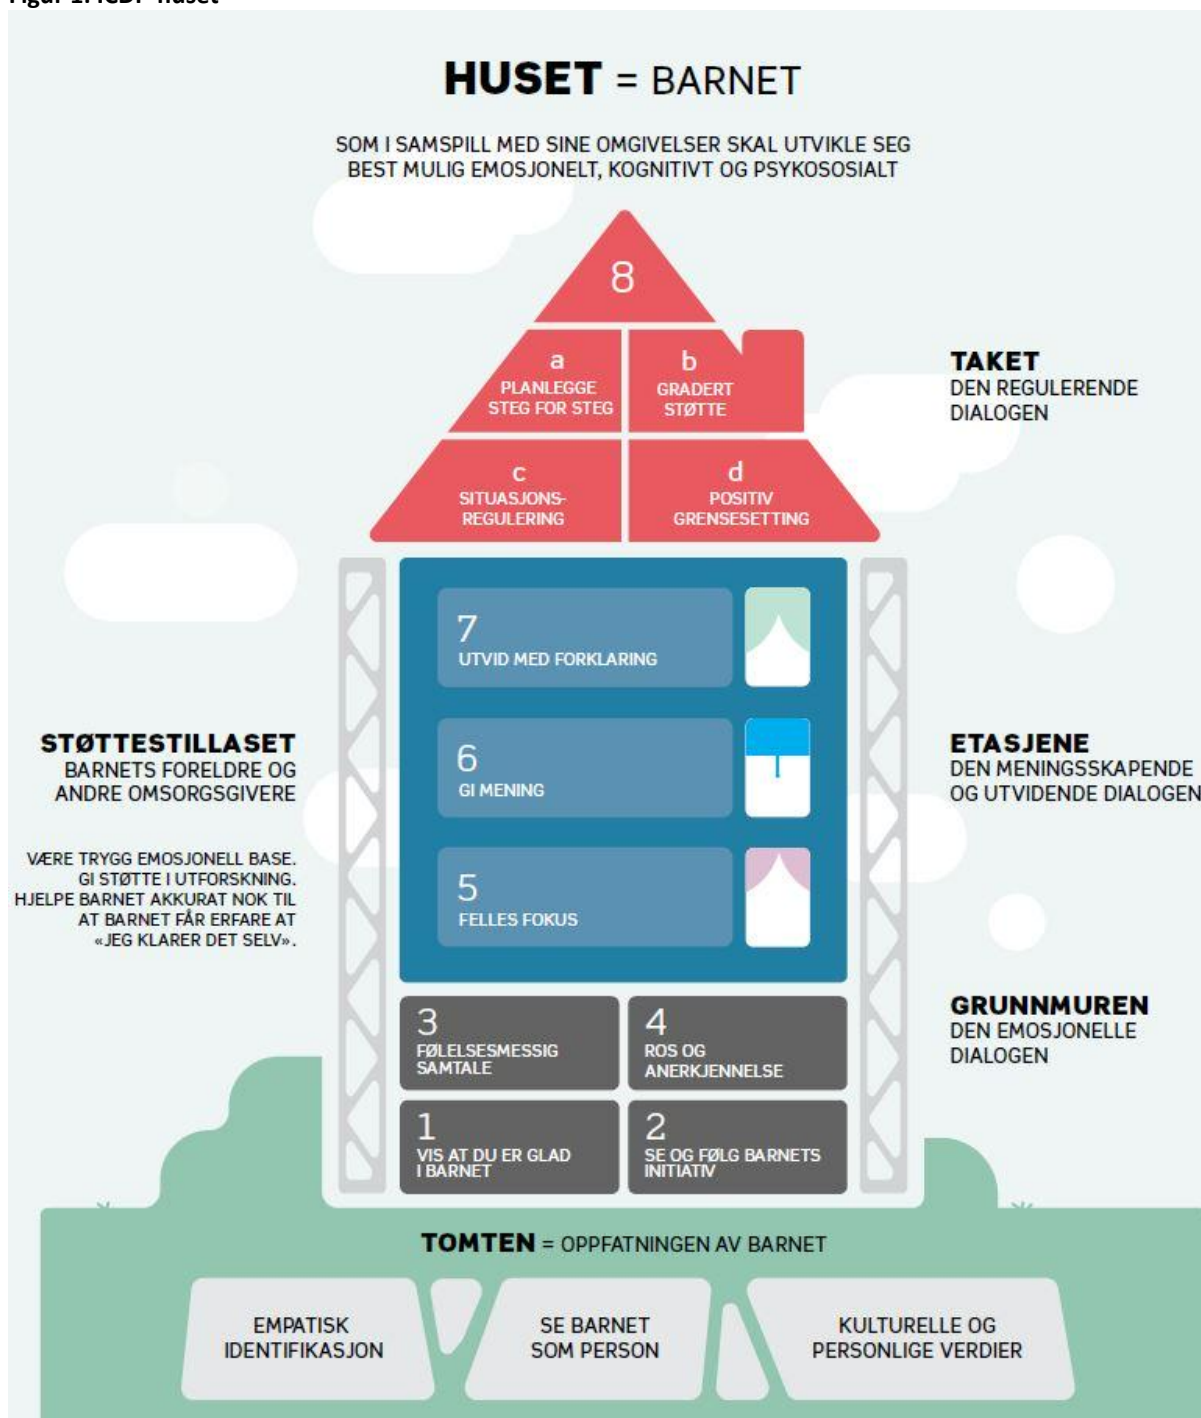 Figur 1. ICDP-huset
HUSET = BARNET
SOM I SAMSPILL MED SINE OMGIVELSER SKAL UTVIKLE SEG
BEST MULIG EMOSJONELT, KOGNITIVT OG PSYKOSOSIALT
8
a
PLANLEGGE
STEG FOR STEG
b
GRADERT
STØTTE
c
SITUASJONS-
REGULERING
d
POSITIV
GRENSESETTING
TAKET
DEN REGULERENDE
DIALOGEN
7
UTVID MED FORKLARING
6
GI MENING
5
FELLES FOKUS
STØTTESTILLASET
BARNETS FORELDRE OG
ANDRE OMSORGSGIVERE
VÆRE TRYGG EMOSJONELL BASE.
GI STØTTE I UTFORSKNING.
HJELPE BARNET AKKURAT NOK TIL
AT BARNET FÅR ERFARE AT
«JEG KLARER DET SELV».
ETASJENE
DEN MENINGSSKAPENDE
OG UTVIDENDE DIALOGEN
3
FØLELSESMESSIG
SAMTALE
4
ROS OG
ANERKJENNELSE
1
VIS AT DU ER GLAD
I BARNET
2
SE OG FØLG BARNETS
INITIATIV
GRUNNMUREN
DEN EMOSJONELLE
DIALOGEN
TOMTEN = OPPFATNINGEN AV BARNET
EMPATISK
IDENTIFIKASJON
SE BARNET
SOM PERSON
KULTURELLE OG
PERSONLIGE VERDIER